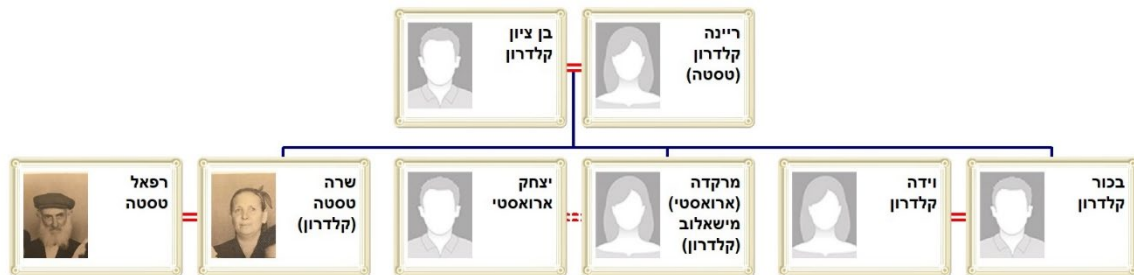 ריינה
קלדרון
(טסטה)
בן ציון
קלדרון
בכור
קלדרון
וידה
קלדרון
מרקדה
(ארואסטי)
מישאלוב
(קלדרון)
יצחק
ארואסטי
שרה
טסטה
(קלדרון)
רפאל
טסטה